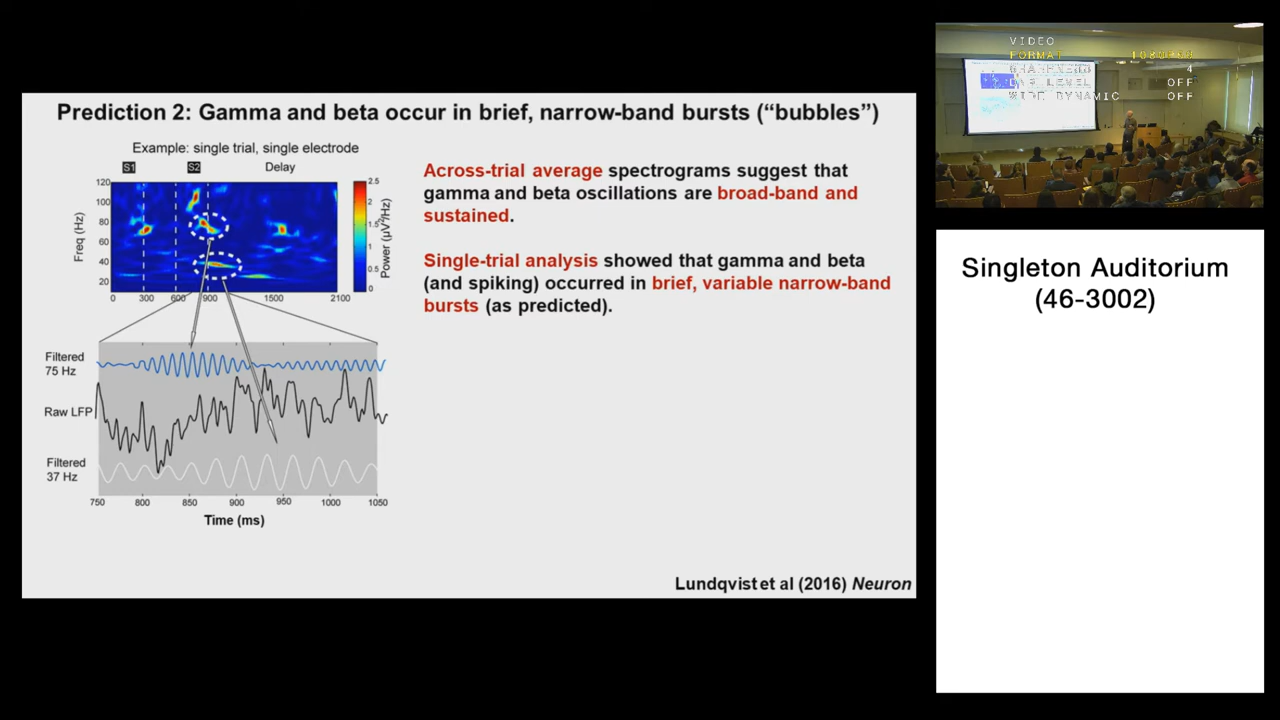 Prediction 2: Gamma and beta occur in brief, narrow-band bursts (“bubbles”)
Example: single trial, single electrode
S1 S2 Delay
Freq (Hz)
120
100
80
60
40
20
0 300 600 900 1500 2100
2.5
2
1.5
1
0.5
0
Power (µV²/Hz)
Across-trial average spectrograms suggest that
gamma and beta oscillations are broad-band and
sustained.
Single-trial analysis showed that gamma and beta
(and spiking) occurred in brief, variable narrow-band
bursts (as predicted).
Filtered
75 Hz
Raw LFP
Filtered
37 Hz
750 800 850 900 950 1000 1050
Time (ms)
Lundqvist et al (2016) Neuron
VIDEO
FORMAT
4
OFF
WIDE DYNAMIC OFF
Singleton Auditorium
(46-3002)